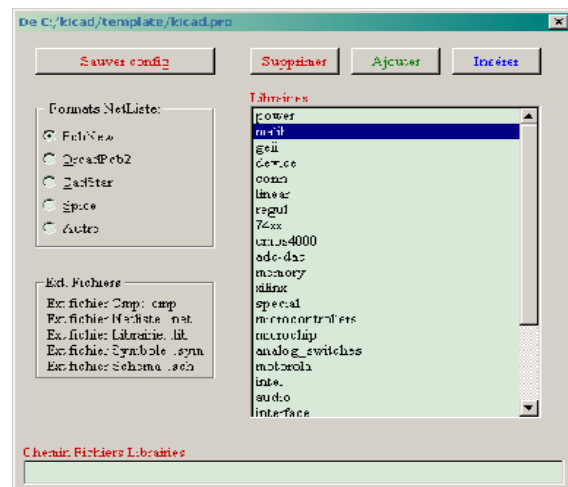 De C:/kicad/template/kicad.pro
Sauver config
Supprimer
Ajouter
Insérer
Formats NetListe:
PcbNew
OrcadPcb2
CadStar
Spice
Autre
Ext. Fichiers
Ext fichier Cmp: .cmp
Ext fichier Netliste: .net
Ext fichier Librairie: .lib
Ext fichier Symbole: .sym
Ext fichier Schema: .sch
Librairies
power
geii
device
conn
linear
regul
74xx
cmos4000
adc-dac
memory
xilinx
special
microcontrollers
microchip
analog_switches
motorola
intel
audio
interface
Chemin Fichiers Librairies